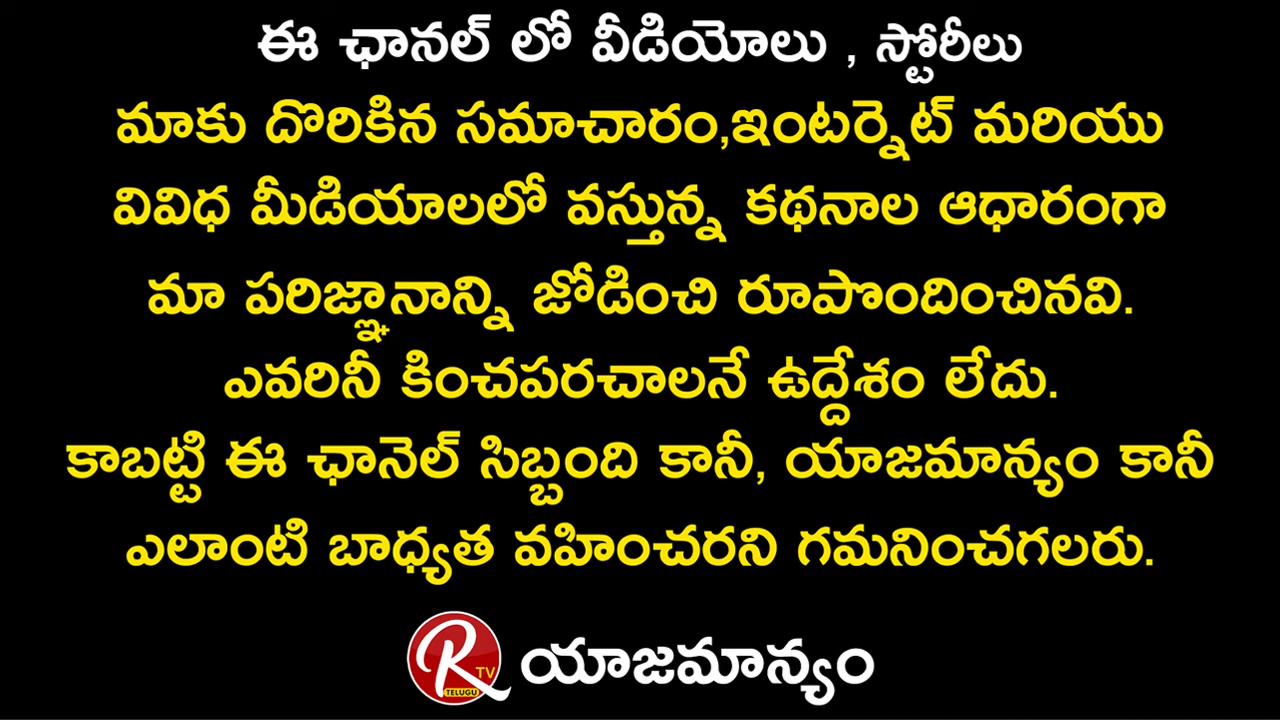 ఈ ఛానల్ లో వీడియోలు , స్టోరీలు
మాకు దొరికిన సమాచారం,ఇంటర్నెట్ మరియు
వివిధ మీడియాలలో వస్తున్న కథనాల ఆధారంగా
మా పరిజ్ఞానాన్ని జోడించి రూపొందించినవి.
ఎవరినీ కించపరచాలనే ఉద్దేశం లేదు.
కాబట్టి ఈ ఛానెల్ సిబ్బంది కానీ, యాజమాన్యం కానీ
ఎలాంటి బాధ్యత వహించరని గమనించగలరు.
R TV TELUGU యాజమాన్యం